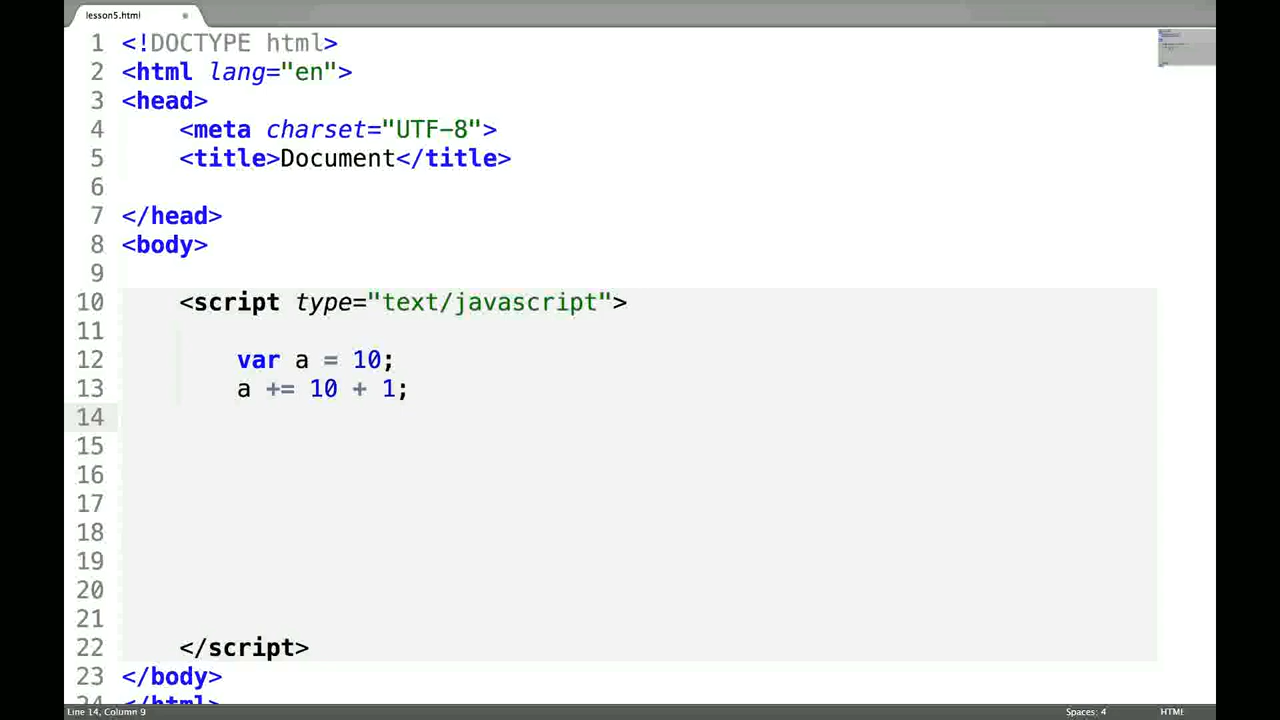 lesson5.html
1 <!DOCTYPE html>
2 <html lang="en">
3 <head>
4     <meta charset="UTF-8">
5     <title>Document</title>
6
7 </head>
8 <body>
9
10     <script type="text/javascript">
11
12         var a = 10;
13         a += 10 + 1;
14
15
16
17
18
19
20
21
22     </script>
23 </body>
24 </html>
Line 14, Column 9 Spaces: 4 HTML